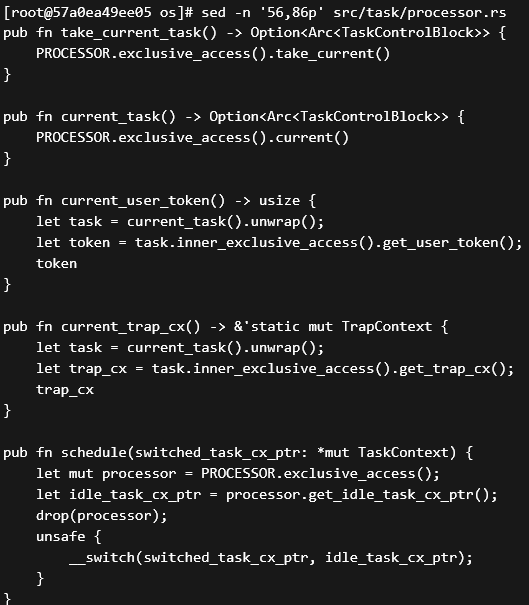 [root@57a0ea49ee05 os]# sed -n '56,86p' src/task/processor.rs
pub fn take_current_task() -> Option<Arc<TaskControlBlock>> {
    PROCESSOR.exclusive_access().take_current()
}

pub fn current_task() -> Option<Arc<TaskControlBlock>> {
    PROCESSOR.exclusive_access().current()
}

pub fn current_user_token() -> usize {
    let task = current_task().unwrap();
    let token = task.inner_exclusive_access().get_user_token();
    token
}

pub fn current_trap_cx() -> &'static mut TrapContext {
    let task = current_task().unwrap();
    let trap_cx = task.inner_exclusive_access().get_trap_cx();
    trap_cx
}

pub fn schedule(switched_task_cx_ptr: *mut TaskContext) {
    let mut processor = PROCESSOR.exclusive_access();
    let idle_task_cx_ptr = processor.get_idle_task_cx_ptr();
    drop(processor);
    unsafe {
        __switch(switched_task_cx_ptr, idle_task_cx_ptr);
    }
}